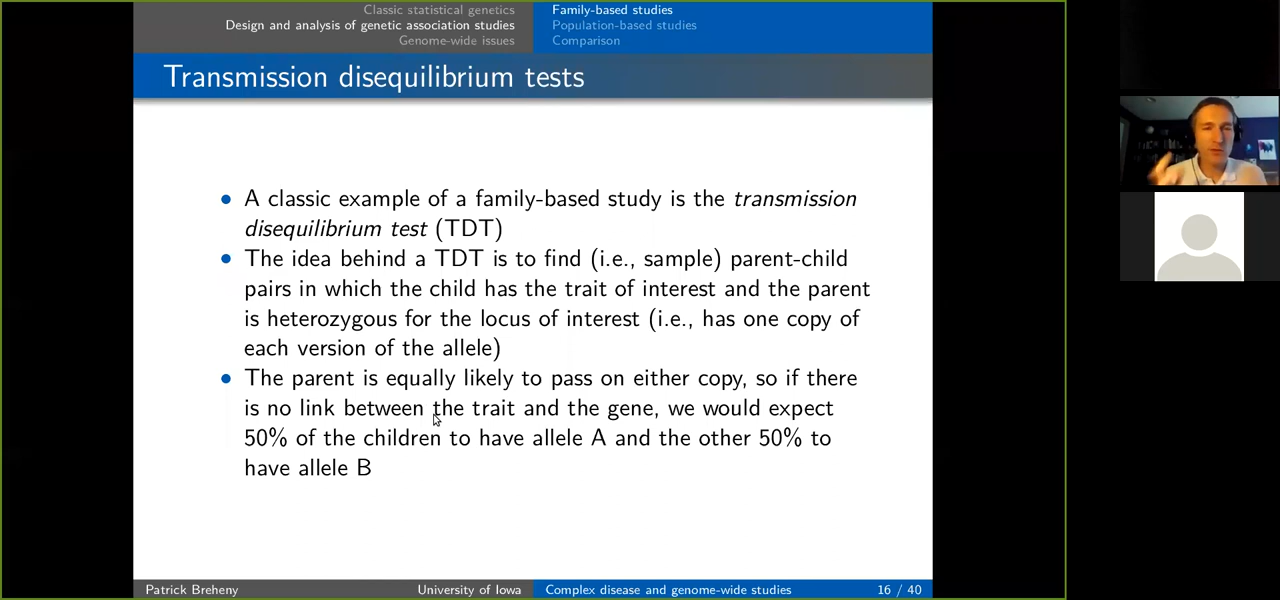 Classic statistical genetics
Design and analysis of genetic association studies
Genome-wide issues
Family-based studies
Population-based studies
Comparison
Transmission disequilibrium tests
• A classic example of a family-based study is the transmission
disequilibrium test (TDT)
• The idea behind a TDT is to find (i.e., sample) parent-child
pairs in which the child has the trait of interest and the parent
is heterozygous for the locus of interest (i.e., has one copy of
each version of the allele)
• The parent is equally likely to pass on either copy, so if there
is no link between the trait and the gene, we would expect
50% of the children to have allele A and the other 50% to
have allele B
Patrick Breheny
University of Iowa
Complex disease and genome-wide studies
16 / 40